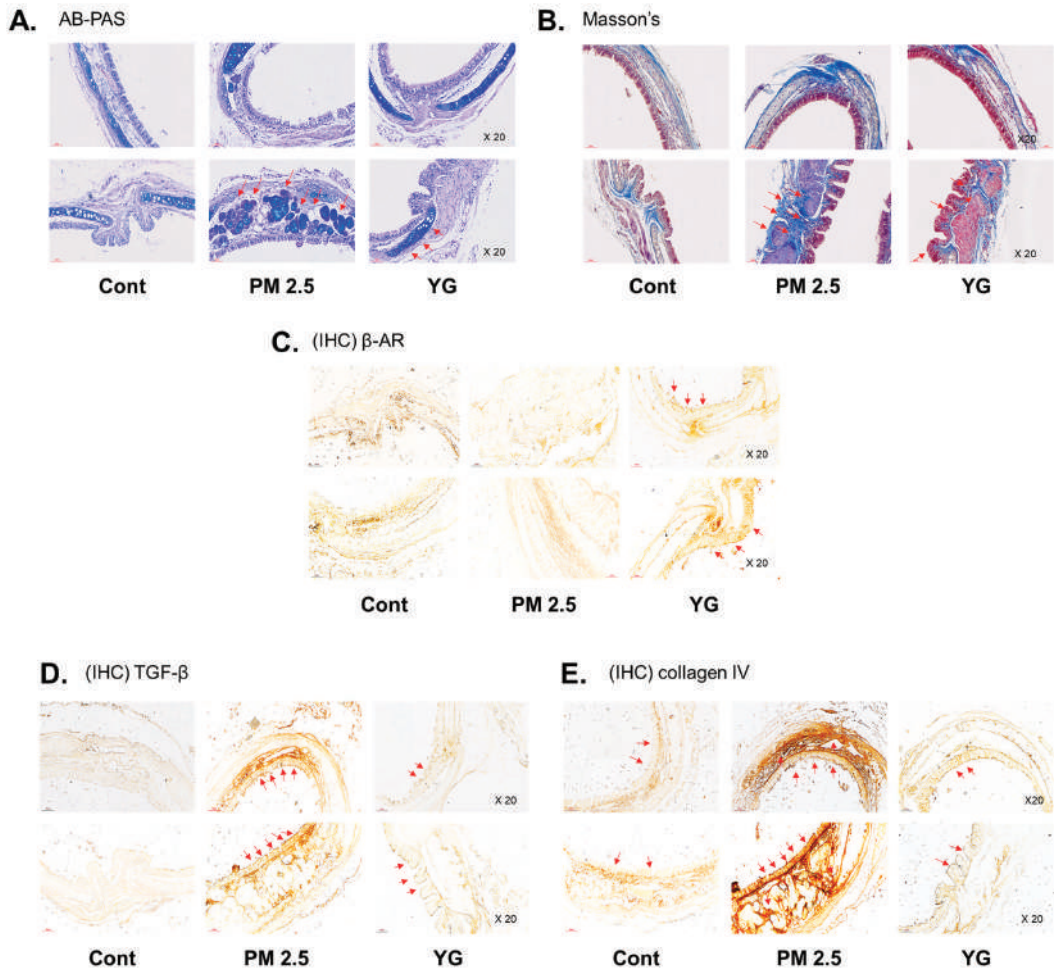 A. AB-PAS
B. Masson's
X 20
X20
X 20
X 20
Cont PM 2.5 YG
Cont PM 2.5 YG
C. (IHC) β-AR
X 20
X 20
Cont PM 2.5 YG
D. (IHC) TGF-β
E. (IHC) collagen IV
X 20
X20
X 20
X 20
Cont PM 2.5 YG
Cont PM 2.5 YG